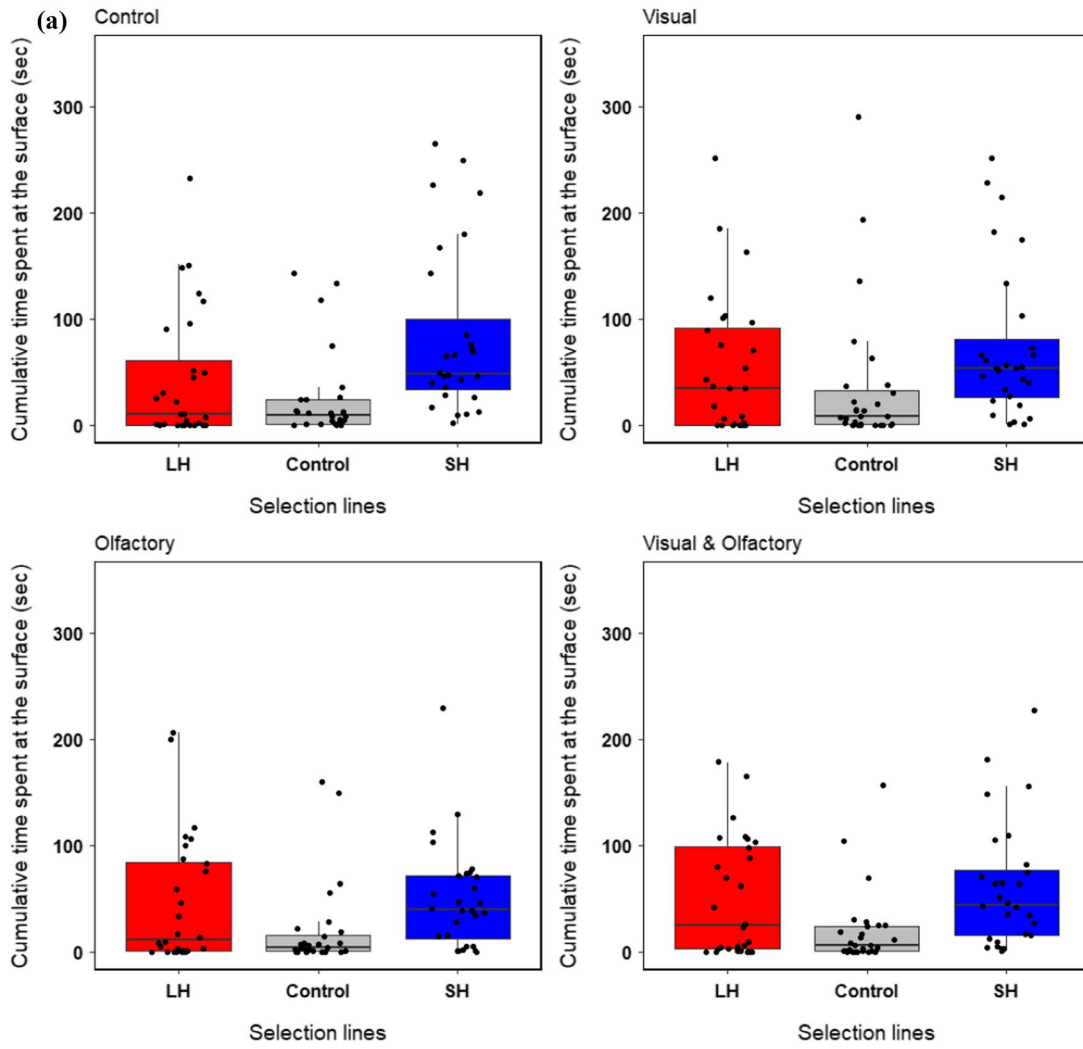 (a)
Control
Cumulative time spent at the surface (sec)
300
200
100
0
LH Control SH
Selection lines
Visual
Cumulative time spent at the surface (sec)
300
200
100
0
LH Control SH
Selection lines
Olfactory
Cumulative time spent at the surface (sec)
300
200
100
0
LH Control SH
Selection lines
Visual & Olfactory
Cumulative time spent at the surface (sec)
300
200
100
0
LH Control SH
Selection lines